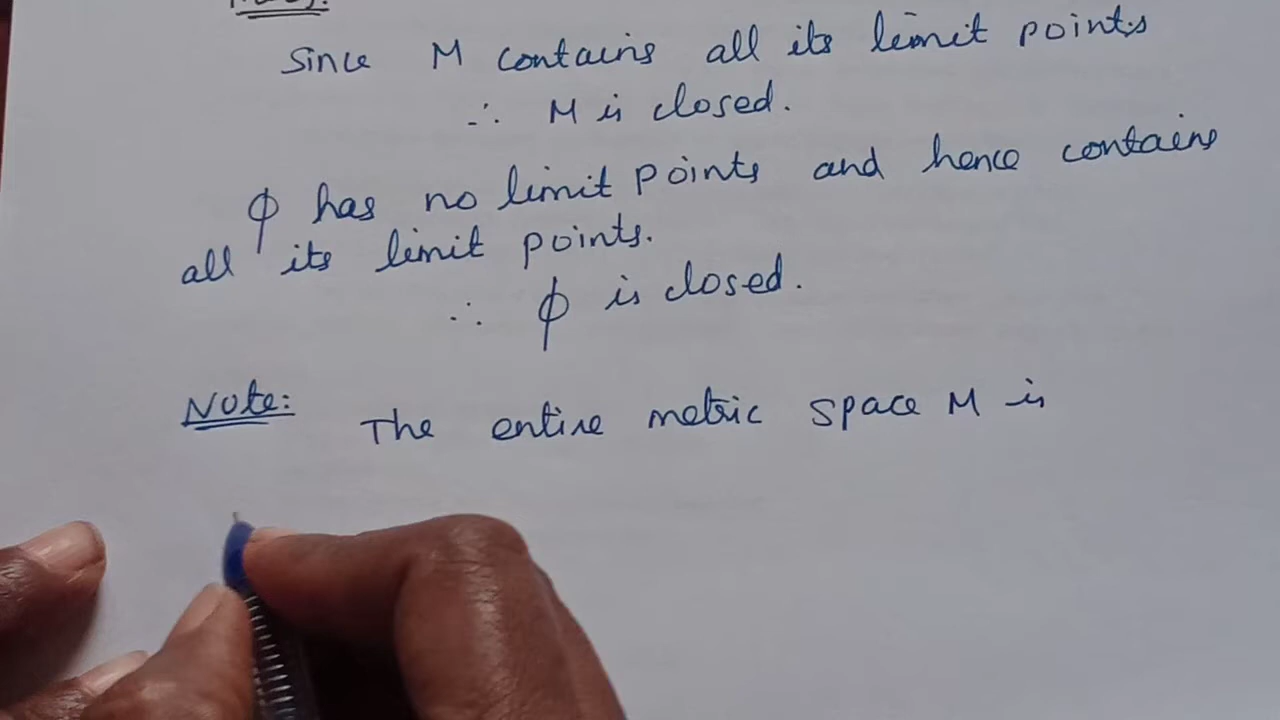 Since M contains all its limit points
∴ M is closed.
ϕ has no limit points and hence contains
all its limit points.
∴ ϕ is closed.
Note: The entire metric space M is